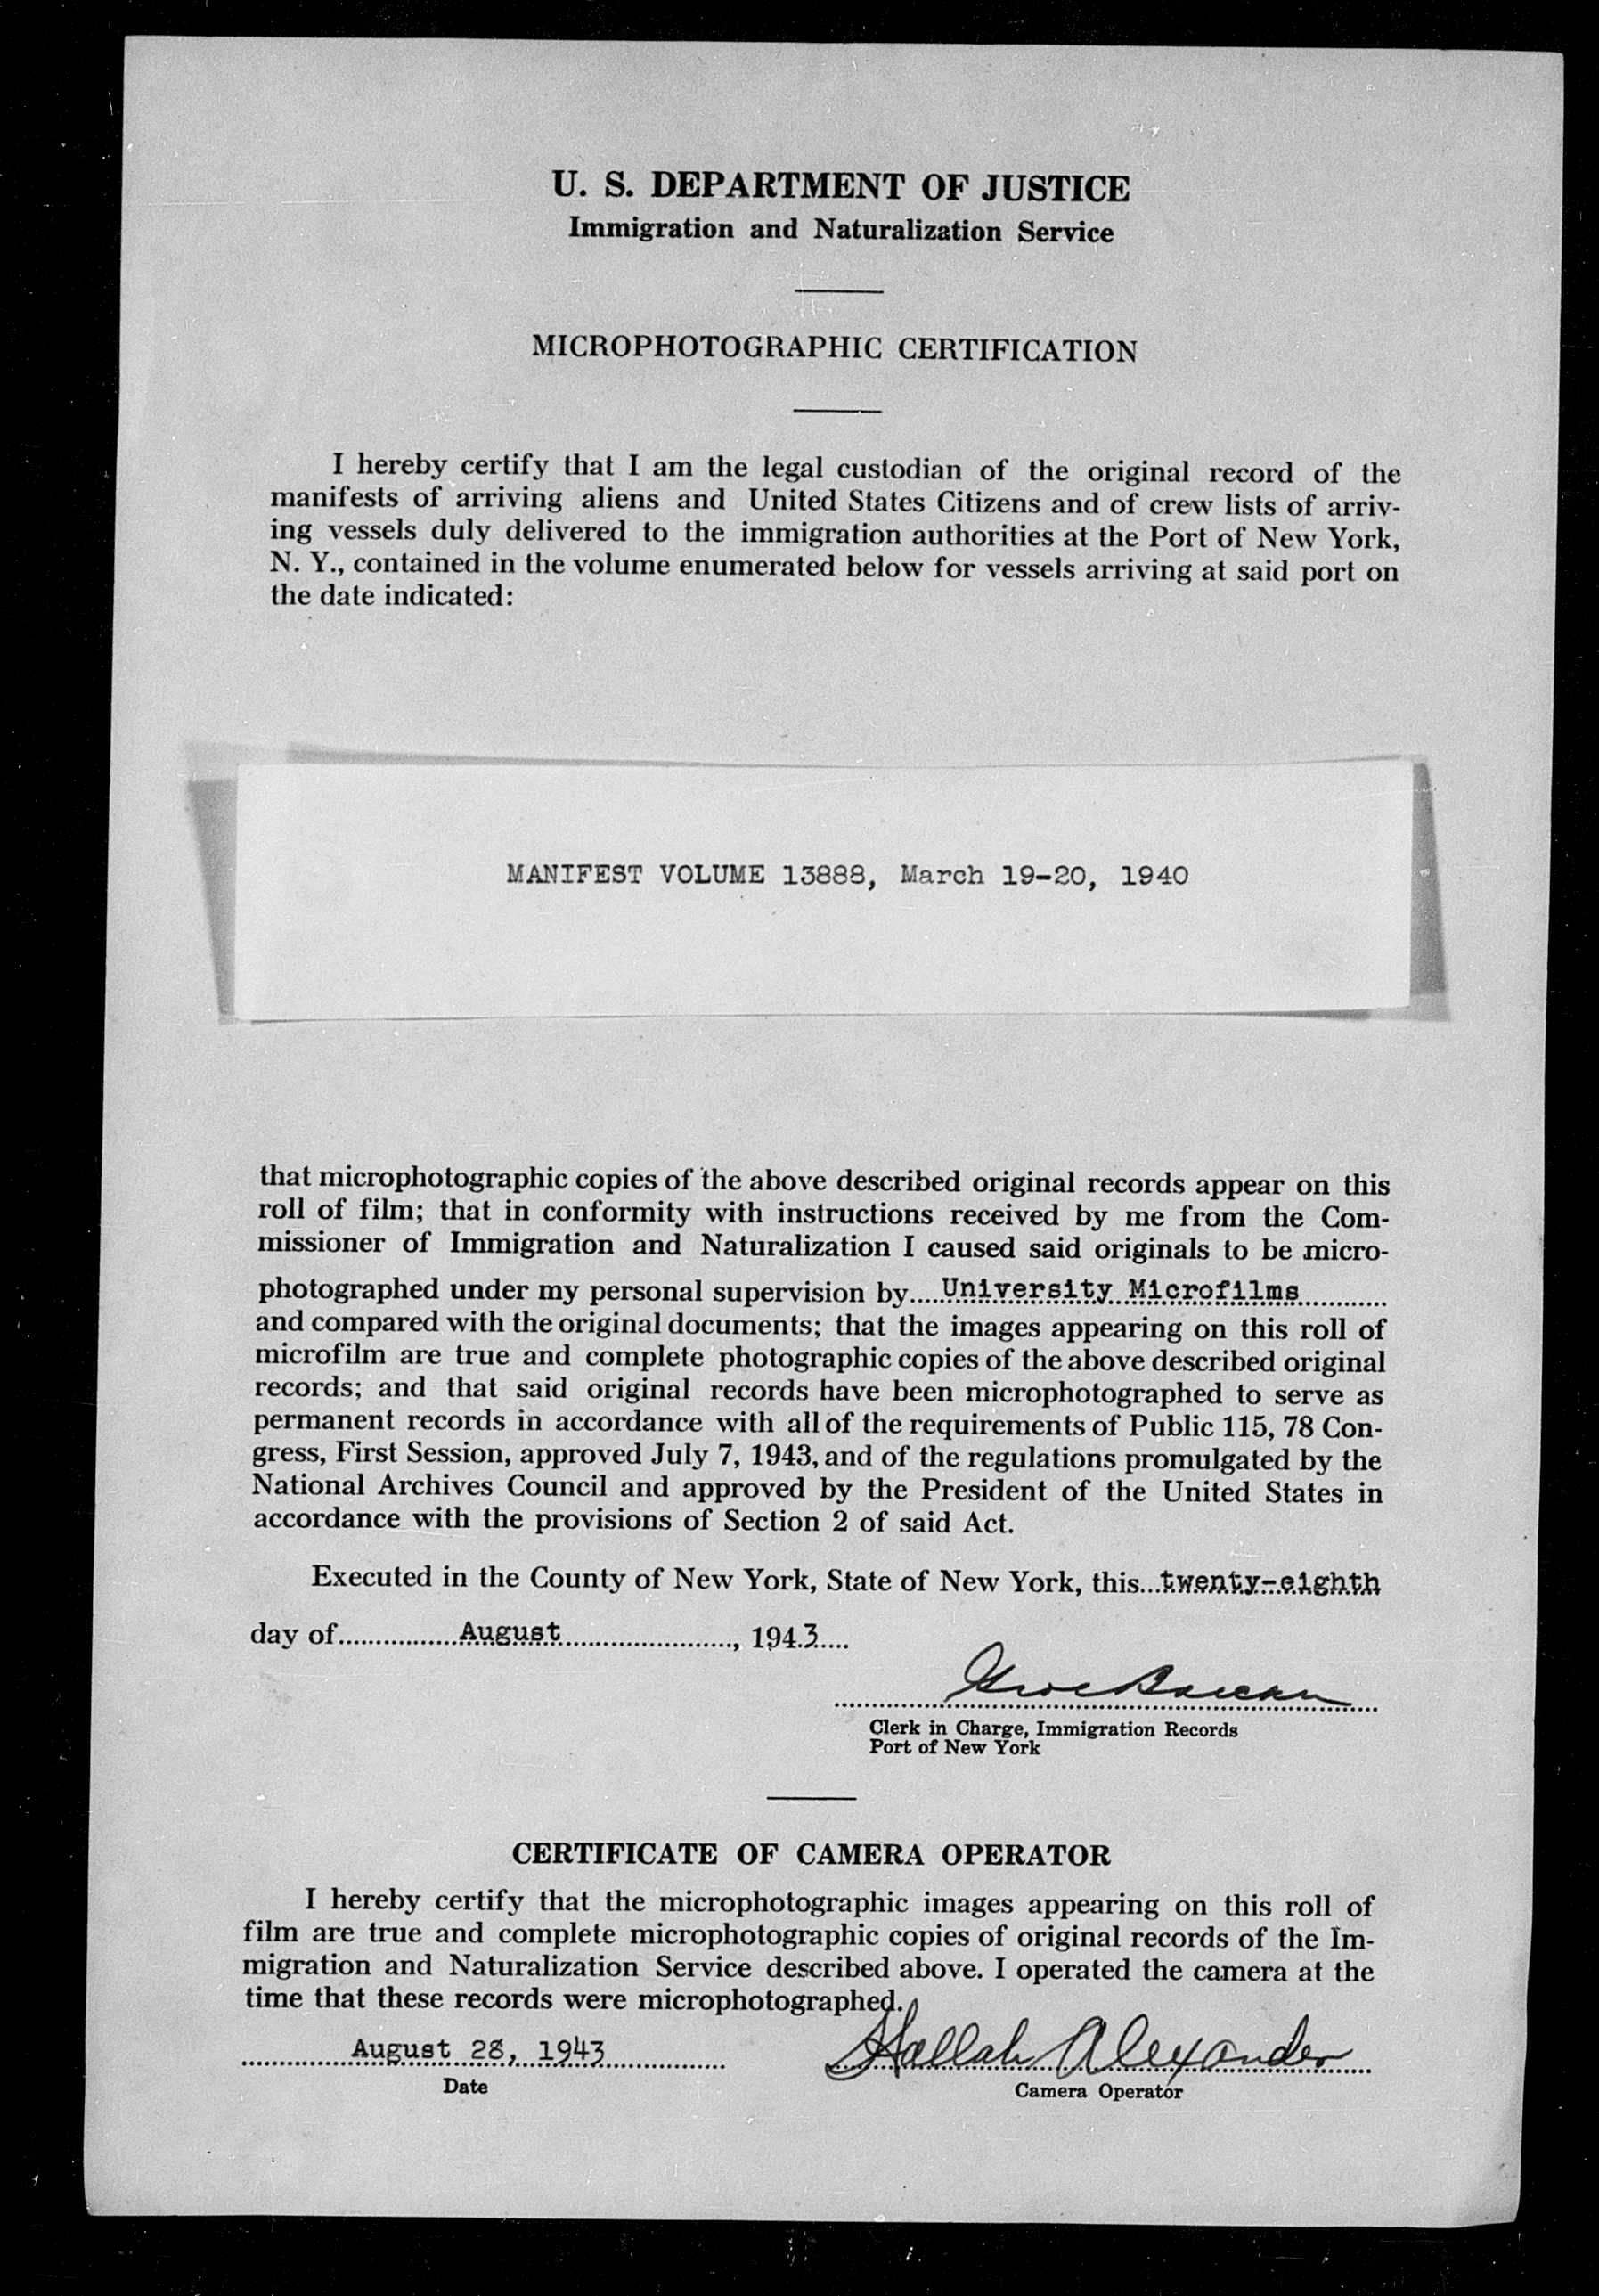 U. S. DEPARTMENT OF JUSTICE
Immigration and Naturalization Service
MICROPHOTOGRAPHIC CERTIFICATION
I hereby certify that I am the legal custodian of the original record of the
manifests of arriving aliens and United States Citizens and of crew lists of arriv-
ing vessels duly delivered to the immigration authorities at the Port of New York,
N. Y., contained in the volume enumerated below for vessels arriving at said port on
the date indicated:
MANIFEST VOLUME 13888, March 19-20, 1940
that microphotographic copies of the above described original records appear on this
roll of film; that in conformity with instructions received by me from the Com-
missioner of Immigration and Naturalization I caused said originals to be micro-
photographed under my personal supervision by.....University Microfilms............
and compared with the original documents; that the images appearing on this roll of
microfilm are true and complete photographic copies of the above described original
records; and that said original records have been microphotographed to serve as
permanent records in accordance with all of the requirements of Public 115, 78 Con-
gress, First Session, approved July 7, 1943, and of the regulations promulgated by the
National Archives Council and approved by the President of the United States in
accordance with the provisions of Section 2 of said Act.
Executed in the County of New York, State of New York, this...twenty-eighth
day of................August........................, 1943....
Clerk in Charge, Immigration Records
Port of New York
CERTIFICATE OF CAMERA OPERATOR
I hereby certify that the microphotographic images appearing on this roll of
film are true and complete microphotographic copies of original records of the Im-
migration and Naturalization Service described above. I operated the camera at the
time that these records were microphotographed.
August 28, 1943 Hallah Alexander
Date Camera Operator